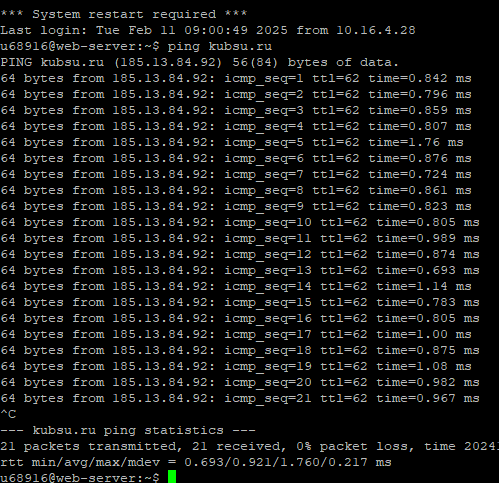 *** System restart required ***
Last login: Tue Feb 11 09:00:49 2025 from 10.16.4.28
u68916@web-server:~$ ping kubsu.ru
PING kubsu.ru (185.13.84.92) 56(84) bytes of data.
64 bytes from 185.13.84.92: icmp_seq=1 ttl=62 time=0.842 ms
64 bytes from 185.13.84.92: icmp_seq=2 ttl=62 time=0.796 ms
64 bytes from 185.13.84.92: icmp_seq=3 ttl=62 time=0.859 ms
64 bytes from 185.13.84.92: icmp_seq=4 ttl=62 time=0.807 ms
64 bytes from 185.13.84.92: icmp_seq=5 ttl=62 time=1.76 ms
64 bytes from 185.13.84.92: icmp_seq=6 ttl=62 time=0.876 ms
64 bytes from 185.13.84.92: icmp_seq=7 ttl=62 time=0.724 ms
64 bytes from 185.13.84.92: icmp_seq=8 ttl=62 time=0.861 ms
64 bytes from 185.13.84.92: icmp_seq=9 ttl=62 time=0.823 ms
64 bytes from 185.13.84.92: icmp_seq=10 ttl=62 time=0.805 ms
64 bytes from 185.13.84.92: icmp_seq=11 ttl=62 time=0.989 ms
64 bytes from 185.13.84.92: icmp_seq=12 ttl=62 time=0.874 ms
64 bytes from 185.13.84.92: icmp_seq=13 ttl=62 time=0.693 ms
64 bytes from 185.13.84.92: icmp_seq=14 ttl=62 time=1.14 ms
64 bytes from 185.13.84.92: icmp_seq=15 ttl=62 time=0.783 ms
64 bytes from 185.13.84.92: icmp_seq=16 ttl=62 time=0.805 ms
64 bytes from 185.13.84.92: icmp_seq=17 ttl=62 time=1.00 ms
64 bytes from 185.13.84.92: icmp_seq=18 ttl=62 time=0.875 ms
64 bytes from 185.13.84.92: icmp_seq=19 ttl=62 time=1.08 ms
64 bytes from 185.13.84.92: icmp_seq=20 ttl=62 time=0.982 ms
64 bytes from 185.13.84.92: icmp_seq=21 ttl=62 time=0.967 ms
^C
--- kubsu.ru ping statistics ---
21 packets transmitted, 21 received, 0% packet loss, time 2024
rtt min/avg/max/mdev = 0.693/0.921/1.760/0.217 ms
u68916@web-server:~$